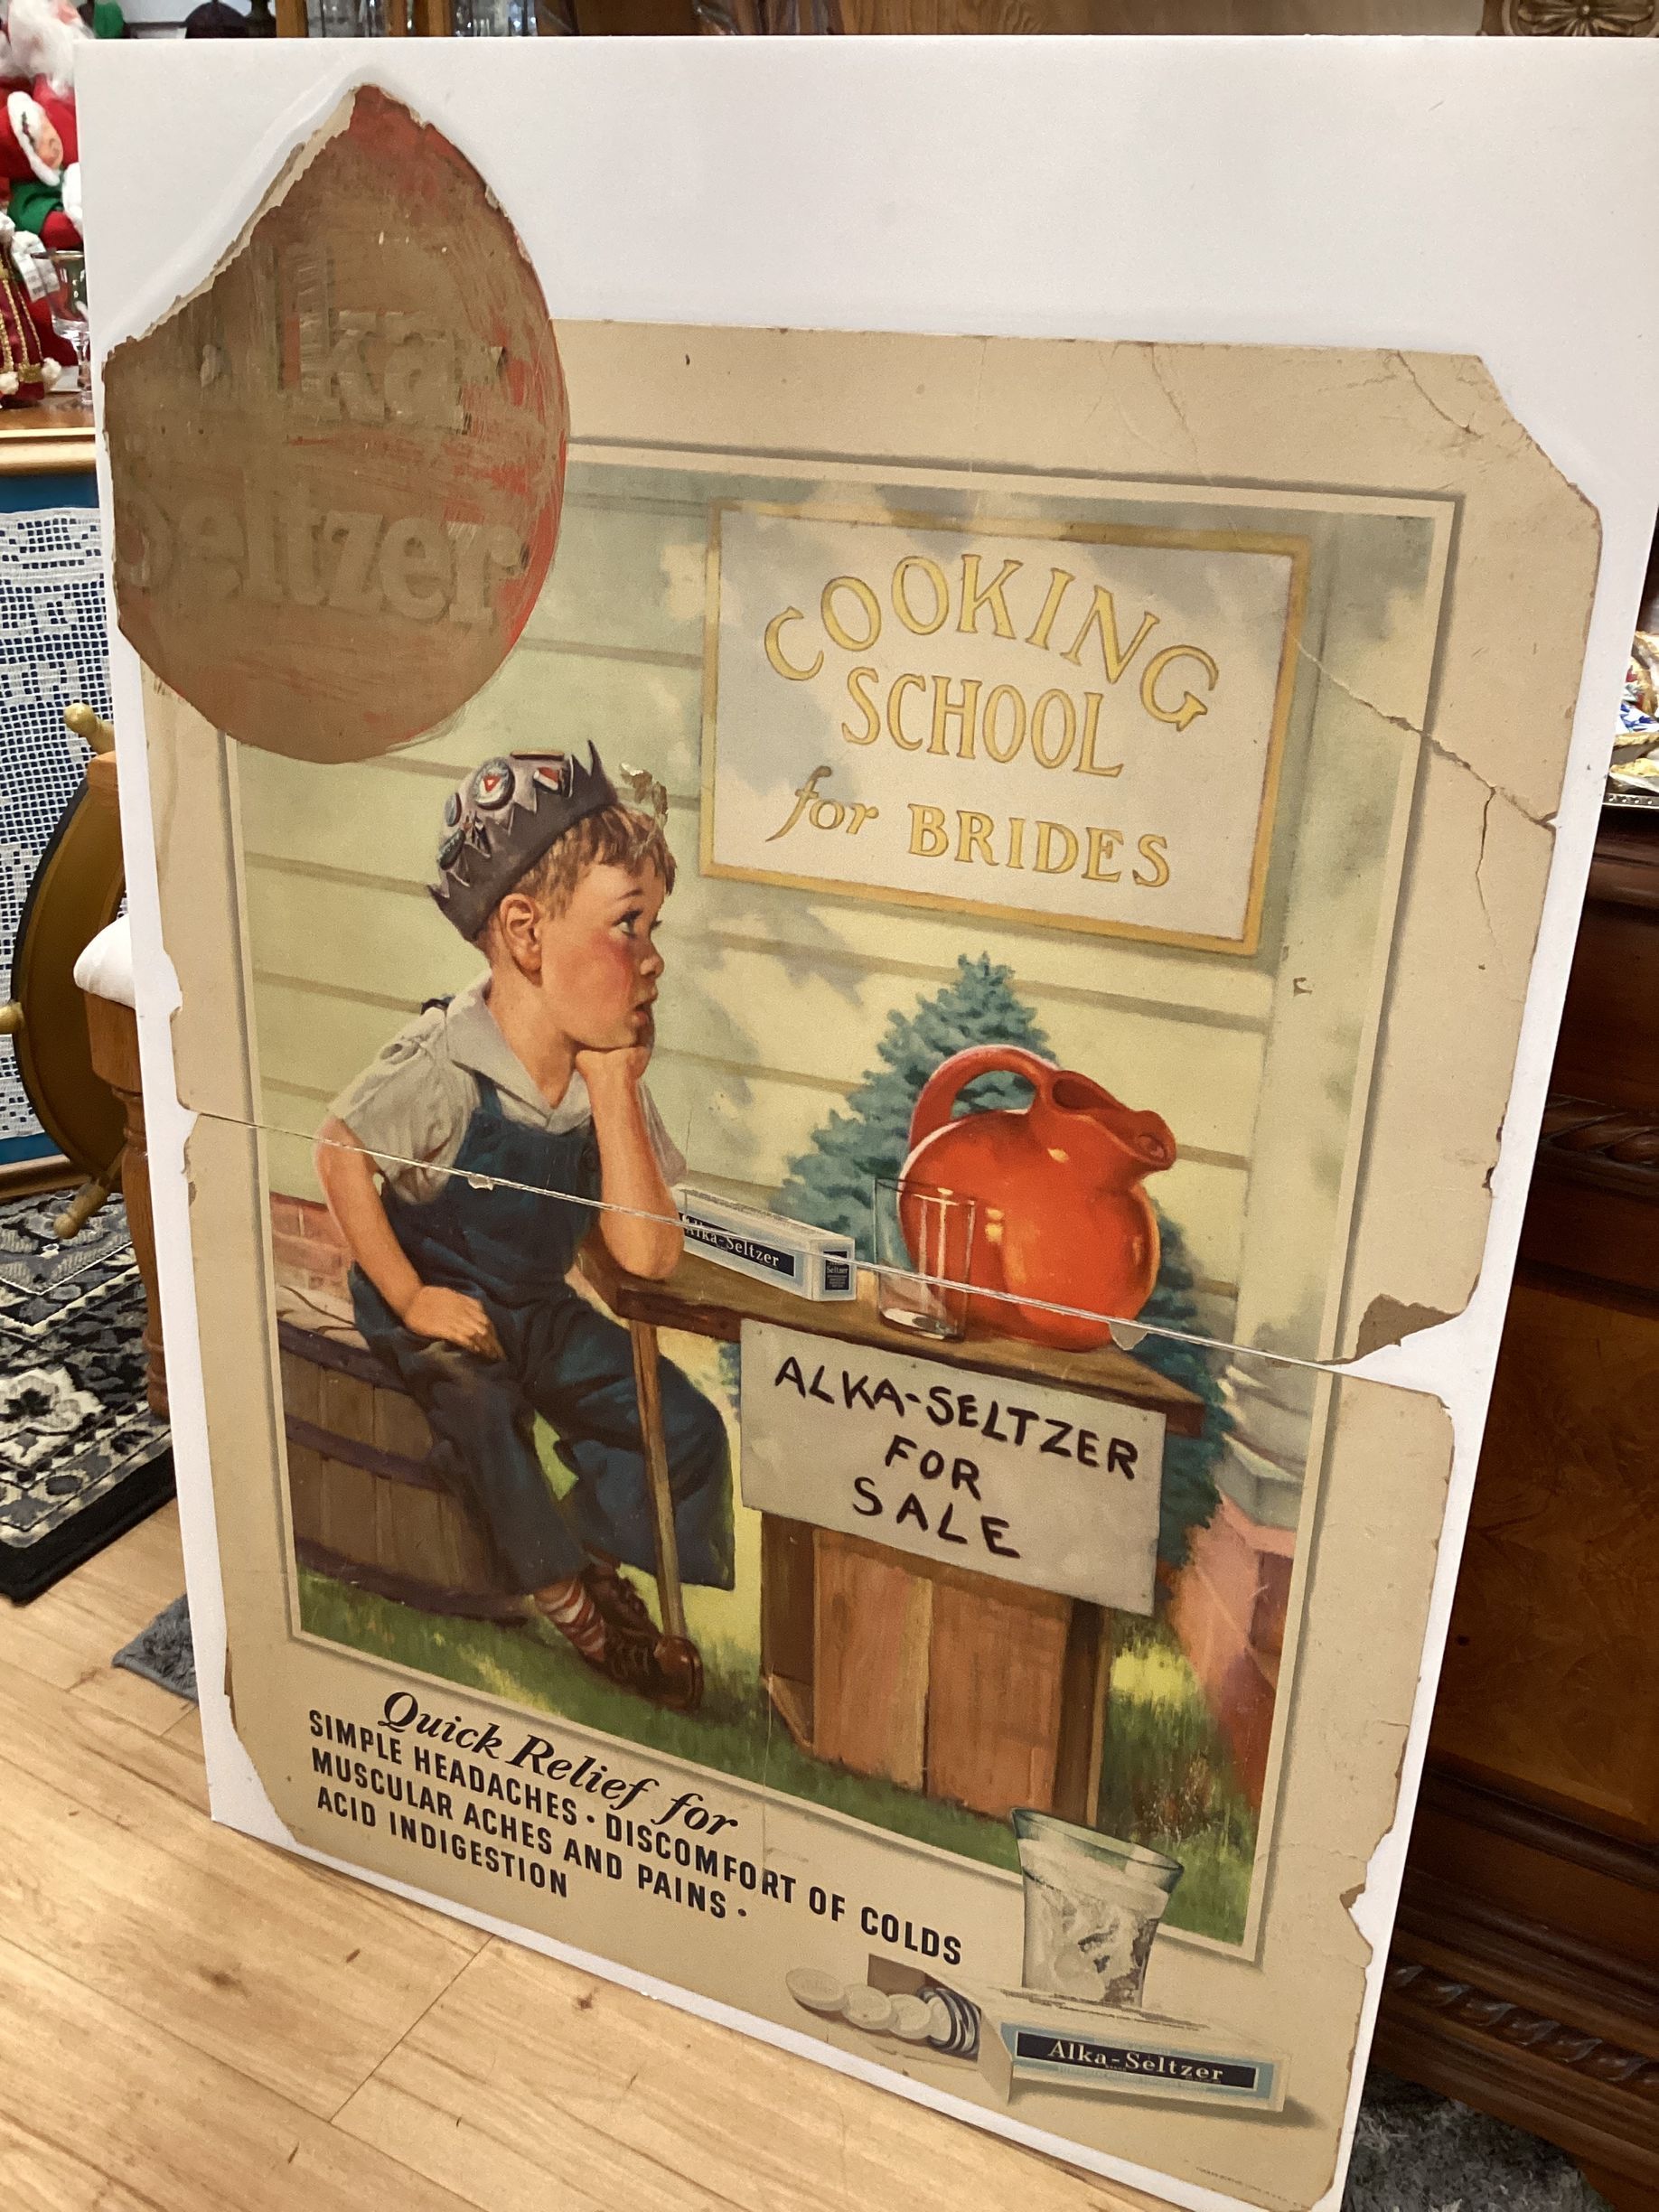 Alka-
Seltzer
COOKING
SCHOOL
for BRIDES
Alka-Seltzer
Seltzer
ALKA-SELTZER
FOR
SALE
Quick Relief for
SIMPLE HEADACHES • DISCOMFORT OF COLDS
MUSCULAR ACHES AND PAINS •
ACID INDIGESTION
Alka-Seltzer